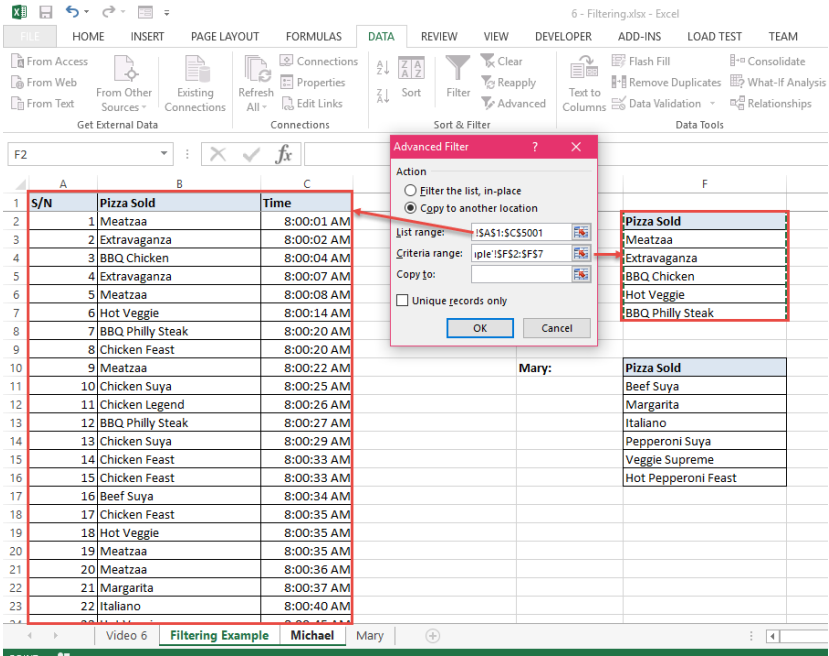 6 - Filtering.xlsx - Excel
FILE HOME INSERT PAGE LAYOUT FORMULAS DATA REVIEW VIEW DEVELOPER ADD-INS LOAD TEST TEAM
From Access
From Web
From Text
From Other Sources
Existing Connections
Get External Data
Refresh All
Connections
Properties
Edit Links
Connections
Sort
Filter
Clear
Reapply
Advanced
Sort & Filter
Text to Columns
Flash Fill
Remove Duplicates
Data Validation
Consolidate
What-If Analysis
Relationships
Data Tools
F2
fx
Advanced Filter ? X
Action
Filter the list, in-place
Copy to another location
List range: !$A$1:$C$5001
Criteria range: ıple'!$F$2:$F$7
Copy to:
Unique records only
OK Cancel
A B C F
1 S/N Pizza Sold Time
2 1 Meatzaa 8:00:01 AM Pizza Sold
3 2 Extravaganza 8:00:02 AM Meatzaa
4 3 BBQ Chicken 8:00:04 AM Extravaganza
5 4 Extravaganza 8:00:07 AM BBQ Chicken
6 5 Meatzaa 8:00:08 AM Hot Veggie
7 6 Hot Veggie 8:00:14 AM BBQ Philly Steak
8 7 BBQ Philly Steak 8:00:20 AM
9 8 Chicken Feast 8:00:20 AM
10 9 Meatzaa 8:00:22 AM Mary: Pizza Sold
11 10 Chicken Suya 8:00:25 AM Beef Suya
12 11 Chicken Legend 8:00:26 AM Margarita
13 12 BBQ Philly Steak 8:00:27 AM Italiano
14 13 Chicken Suya 8:00:29 AM Pepperoni Suya
15 14 Chicken Feast 8:00:33 AM Veggie Supreme
16 15 Chicken Feast 8:00:33 AM Hot Pepperoni Feast
17 16 Beef Suya 8:00:34 AM
18 17 Chicken Feast 8:00:35 AM
19 18 Hot Veggie 8:00:35 AM
20 19 Meatzaa 8:00:35 AM
21 20 Meatzaa 8:00:36 AM
22 21 Margarita 8:00:37 AM
23 22 Italiano 8:00:40 AM
Video 6 Filtering Example Michael Mary